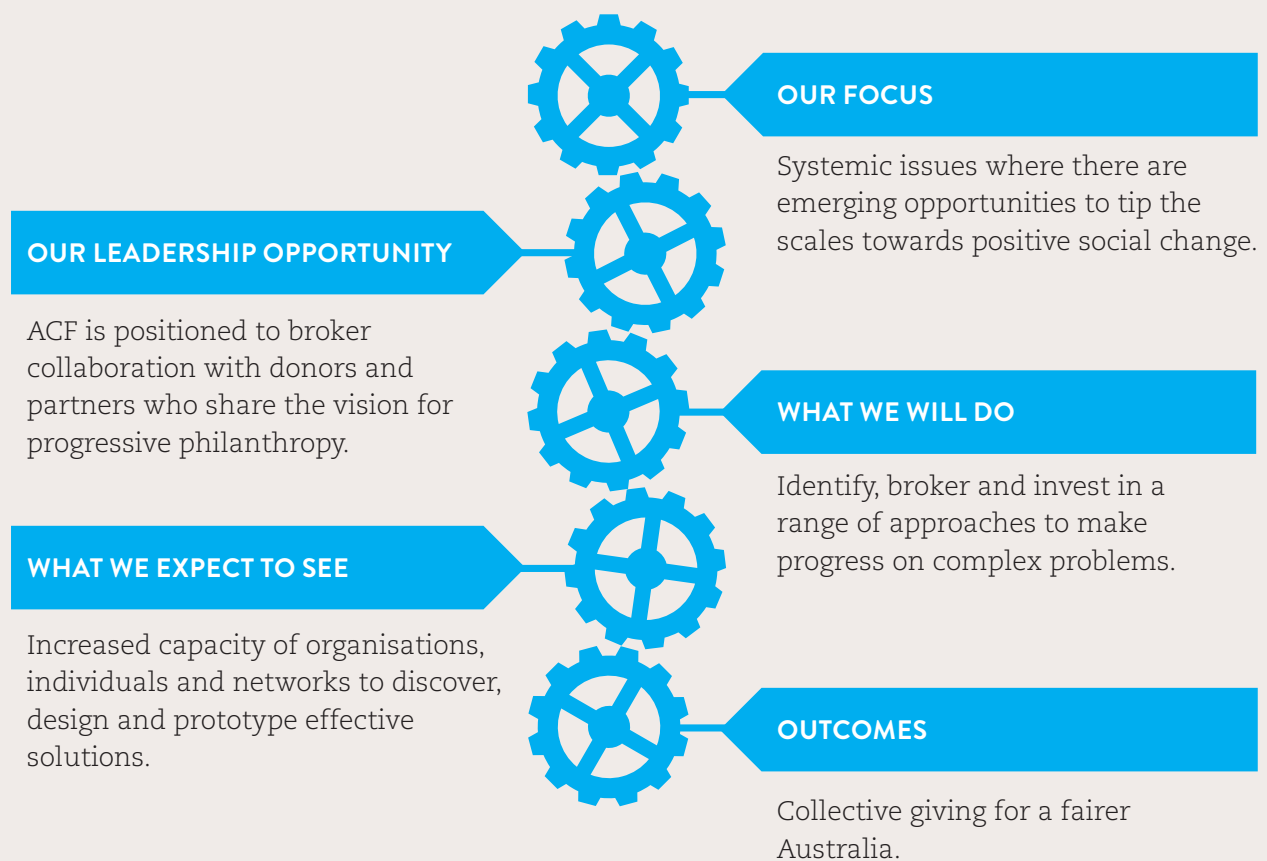 OUR FOCUS
Systemic issues where there are
emerging opportunities to tip the
scales towards positive social change.
OUR LEADERSHIP OPPORTUNITY
ACF is positioned to broker
collaboration with donors and
partners who share the vision for
progressive philanthropy.
WHAT WE WILL DO
Identify, broker and invest in a
range of approaches to make
progress on complex problems.
WHAT WE EXPECT TO SEE
Increased capacity of organisations,
individuals and networks to discover,
design and prototype effective
solutions.
OUTCOMES
Collective giving for a fairer
Australia.